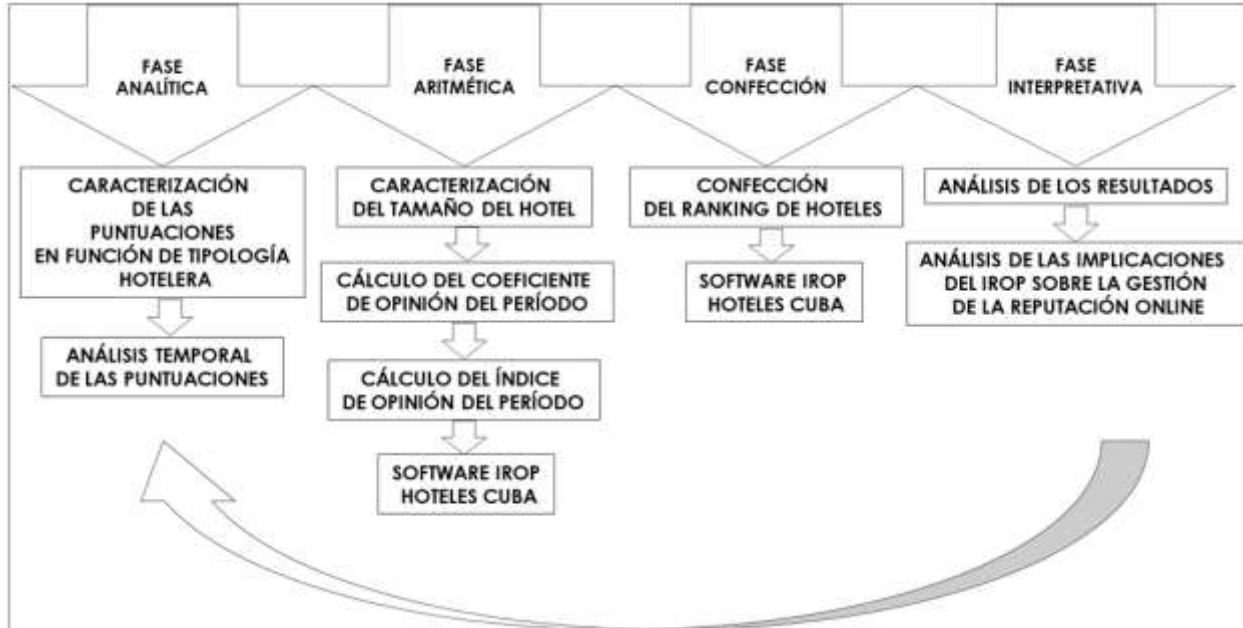 FASE
ANALÍTICA
FASE
ARITMÉTICA
FASE
CONFECCIÓN
FASE
INTERPRETATIVA
CARACTERIZACIÓN
DE LAS
PUNTUACIONES
EN FUNCIÓN DE TIPOLOGÍA
HOTELERA
ANÁLISIS TEMPORAL
DE LAS PUNTUACIONES
CARACTERIZACIÓN
DEL TAMAÑO DEL HOTEL
CÁLCULO DEL COEFICIENTE
DE OPINIÓN DEL PERÍODO
CÁLCULO DEL ÍNDICE
DE OPINIÓN DEL PERÍODO
SOFTWARE IROP
HOTELES CUBA
CONFECCIÓN
DEL RANKING DE HOTELES
SOFTWARE IROP
HOTELES CUBA
ANÁLISIS DE LOS RESULTADOS
ANÁLISIS DE LAS IMPLICACIONES
DEL IROP SOBRE LA GESTIÓN
DE LA REPUTACIÓN ONLINE